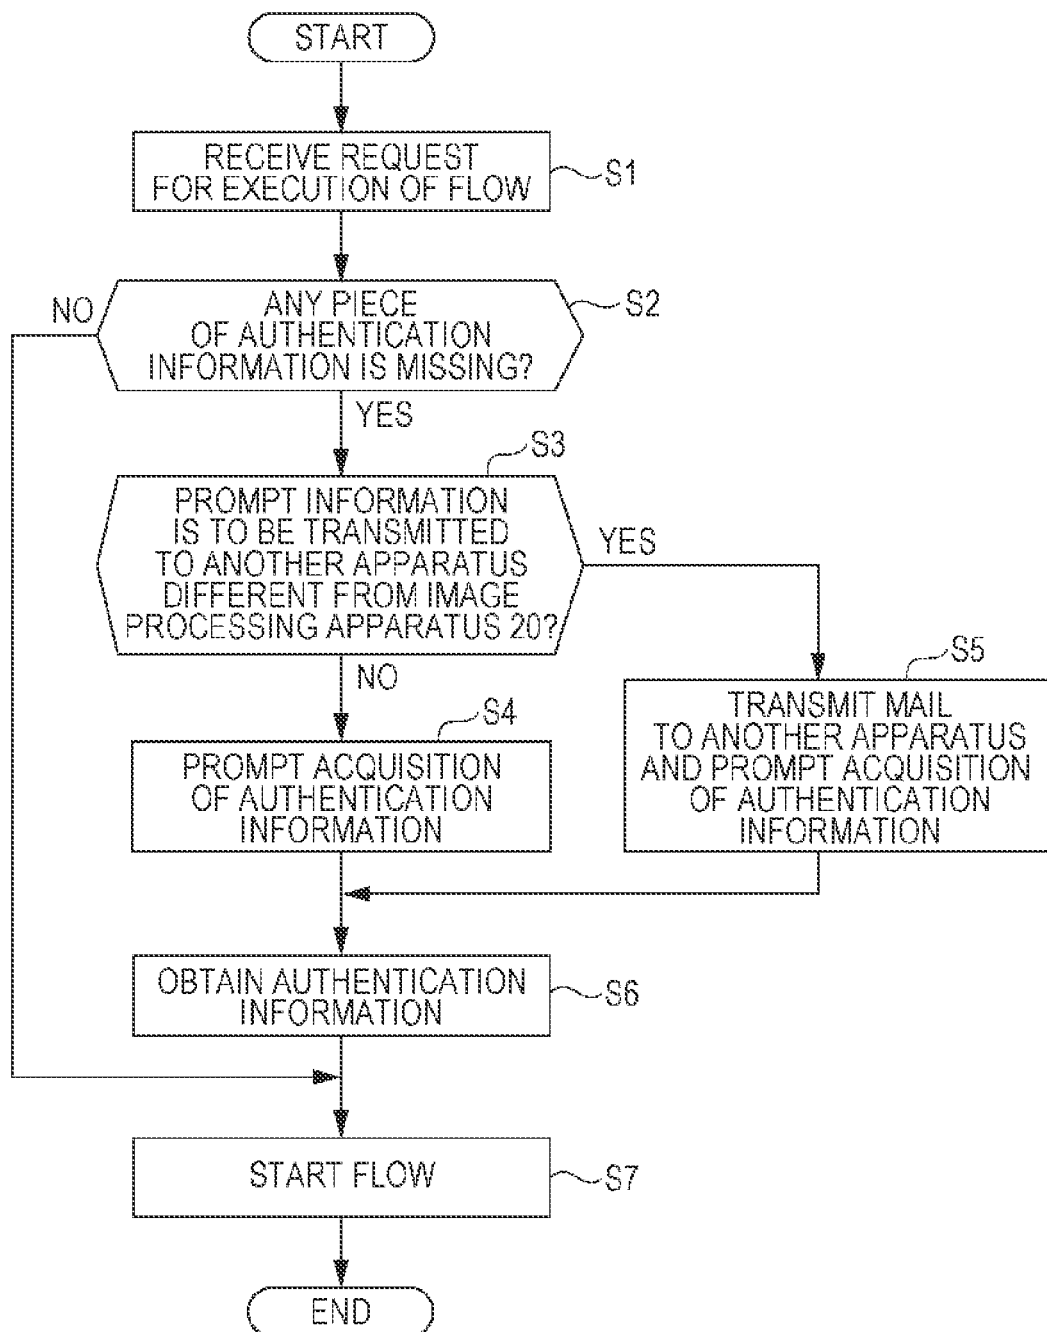 START
RECEIVE REQUEST
FOR EXECUTION OF FLOW
S1
ANY PIECE
OF AUTHENTICATION
INFORMATION IS MISSING?
S2
NO
YES
S3
PROMPT INFORMATION
IS TO BE TRANSMITTED
TO ANOTHER APPARATUS
DIFFERENT FROM IMAGE
PROCESSING APPARATUS 20?
YES
NO
S4
PROMPT ACQUISITION
OF AUTHENTICATION
INFORMATION
S5
TRANSMIT MAIL
TO ANOTHER APPARATUS
AND PROMPT ACQUISITION
OF AUTHENTICATION
INFORMATION
OBTAIN AUTHENTICATION
INFORMATION
S6
START FLOW
S7
END